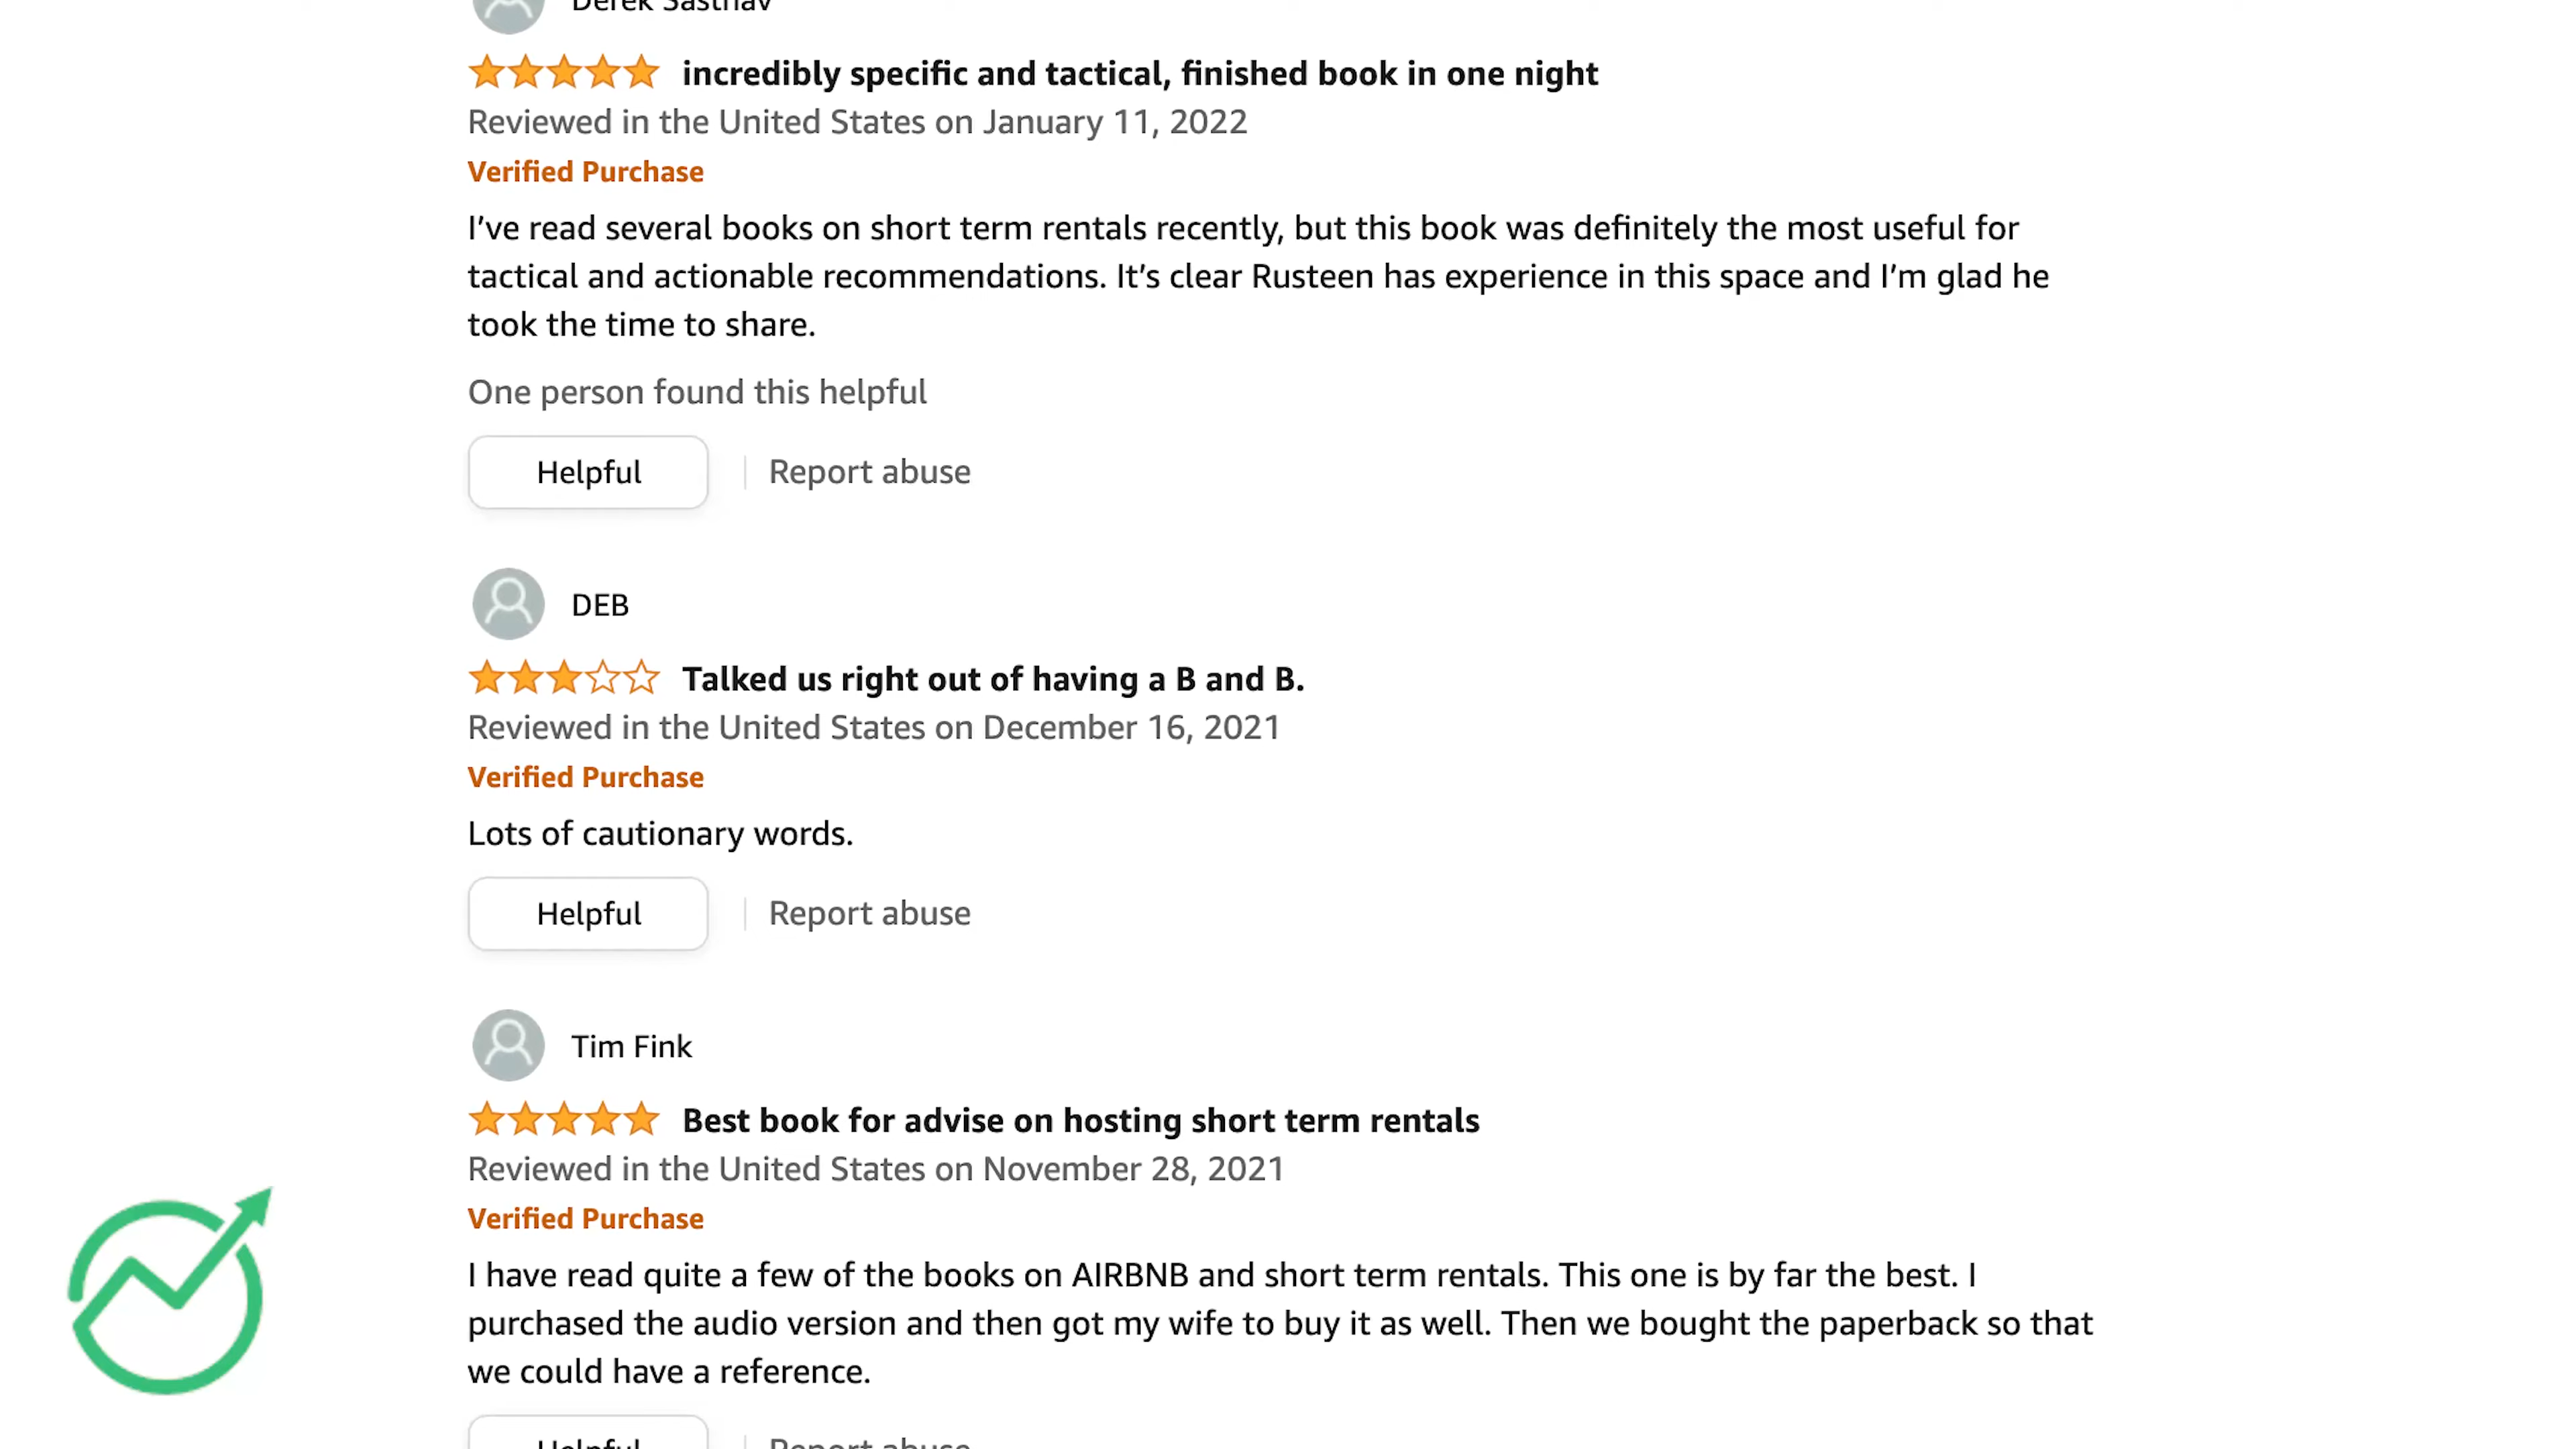 Derek
incredibly specific and tactical, finished book in one night
Reviewed in the United States on January 11, 2022
Verified Purchase
I’ve read several books on short term rentals recently, but this book was definitely the most useful for
tactical and actionable recommendations. It’s clear Rusteen has experience in this space and I’m glad he
took the time to share.
One person found this helpful
Helpful
Report abuse
DEB
Talked us right out of having a B and B.
Reviewed in the United States on December 16, 2021
Verified Purchase
Lots of cautionary words.
Helpful
Report abuse
Tim Fink
Best book for advise on hosting short term rentals
Reviewed in the United States on November 28, 2021
Verified Purchase
I have read quite a few of the books on AIRBNB and short term rentals. This one is by far the best. I
purchased the audio version and then got my wife to buy it as well. Then we bought the paperback so that
we could have a reference.
Helpful
Report abuse